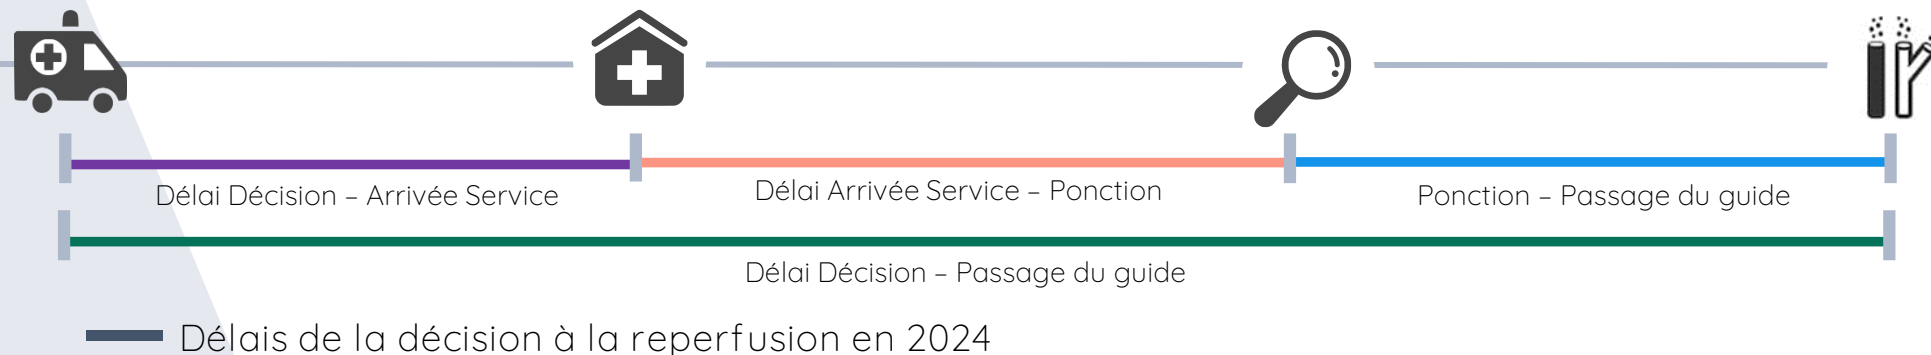 Délai Décision – Arrivée Service
Délai Arrivée Service – Ponction
Ponction – Passage du guide
Délai Décision – Passage du guide
Délais de la décision à la reperfusion en 2024